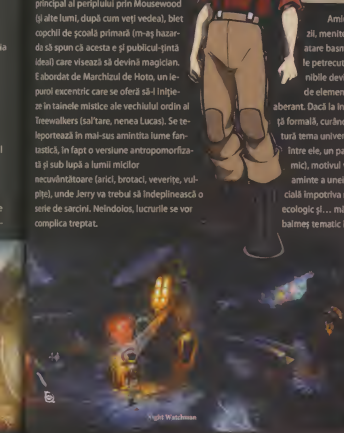 principal al periplului prin Mousewood
(și alte lumi, după cum veți vedea), biet
copchil de școală primară (m-aș hazar-
da să spun că acesta e și publicul-țintă
ideal) care visează să devină magician.
E abordat de Marchizul de Hoto, un ie-
puroi excentric care se oferă să-l iniție-
ze în tainele mistice ale vechiului ordin al
Treewalkers (sal'tare, nenea Lucas). Se te-
leportează în mai-sus amintita lume fan-
tastică, în fapt o versiune antropomorfiza-
tă și sub lupă a lumii micilor
necuvântătoare (arici, brotaci, veverițe, vul-
pițe), unde Jerry va trebui să îndeplinească o
serie de sarcini. Neîndoios, lucrurile se vor
complica treptat.
Night Watchman
Ami
zii, menite
atare basm
le petrecut
nibile devi
de elemen
aberant. Dacă la în
ță formală, curând
tură tema univer
între ele, un pa
mic), motivul
aminte a unei
cială împotriva
ecologic și... mă
balmeș tematic